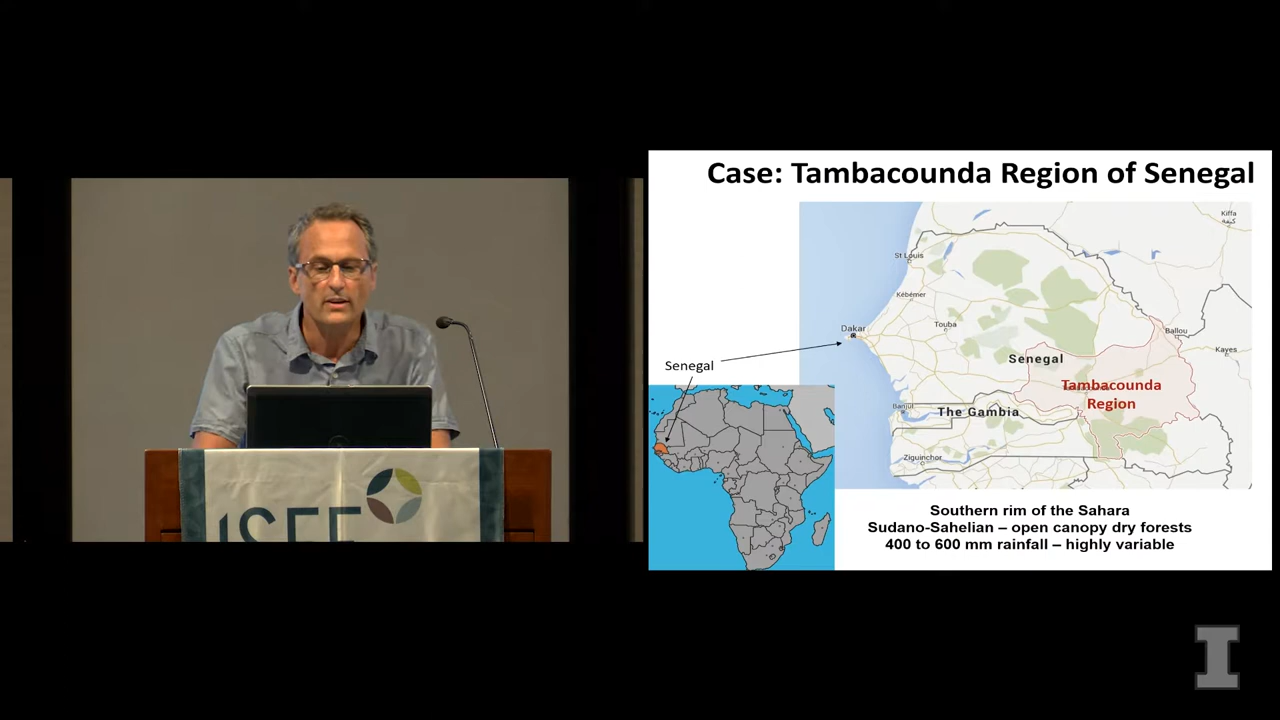 Case: Tambacounda Region of Senegal
Kiffa
كيفه
St Louis
Kébémer
Touba
Dakar
Ballou
Kayes
Senegal
Senegal
Tambacounda
Region
Banjul
The Gambia
Ziguinchor
Southern rim of the Sahara
Sudano-Sahelian – open canopy dry forests
400 to 600 mm rainfall – highly variable
ISEE
I